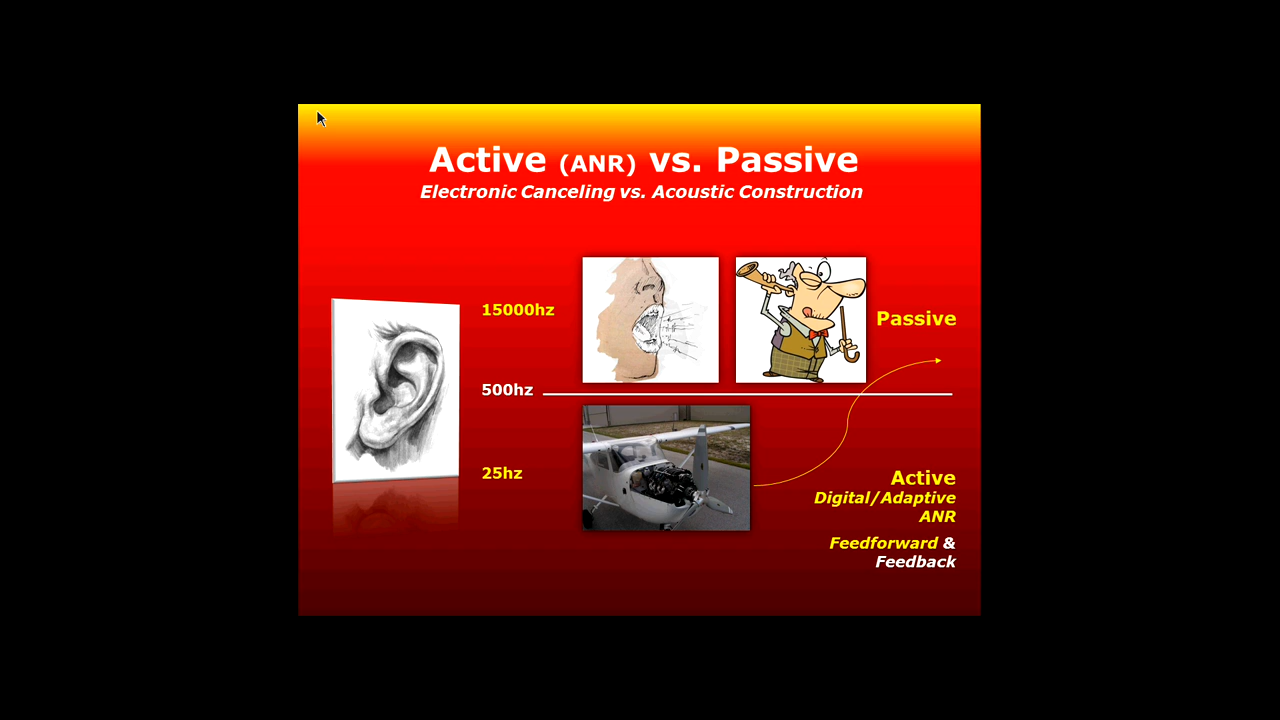 Active (ANR) vs. Passive
Electronic Canceling vs. Acoustic Construction
15000hz
Passive
500hz
25hz
Active
Digital/Adaptive
ANR
Feedforward &
Feedback